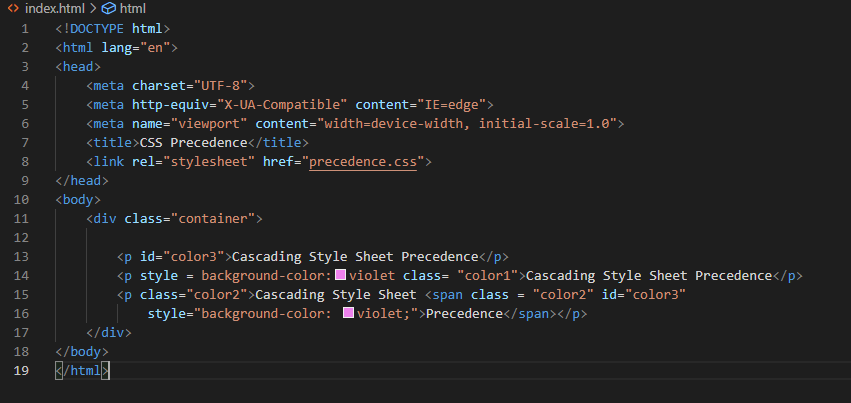 index.html > html
1 <!DOCTYPE html>
2 <html lang="en">
3 <head>
4 <meta charset="UTF-8">
5 <meta http-equiv="X-UA-Compatible" content="IE=edge">
6 <meta name="viewport" content="width=device-width, initial-scale=1.0">
7 <title>CSS Precedence</title>
8 <link rel="stylesheet" href="precedence.css">
9 </head>
10 <body>
11 <div class="container">
12
13 <p id="color3">Cascading Style Sheet Precedence</p>
14 <p style = background-color:violet class= "color1">Cascading Style Sheet Precedence</p>
15 <p class="color2">Cascading Style Sheet <span class = "color2" id="color3"
16 style="background-color: violet;">Precedence</span></p>
17 </div>
18 </body>
19 </html>